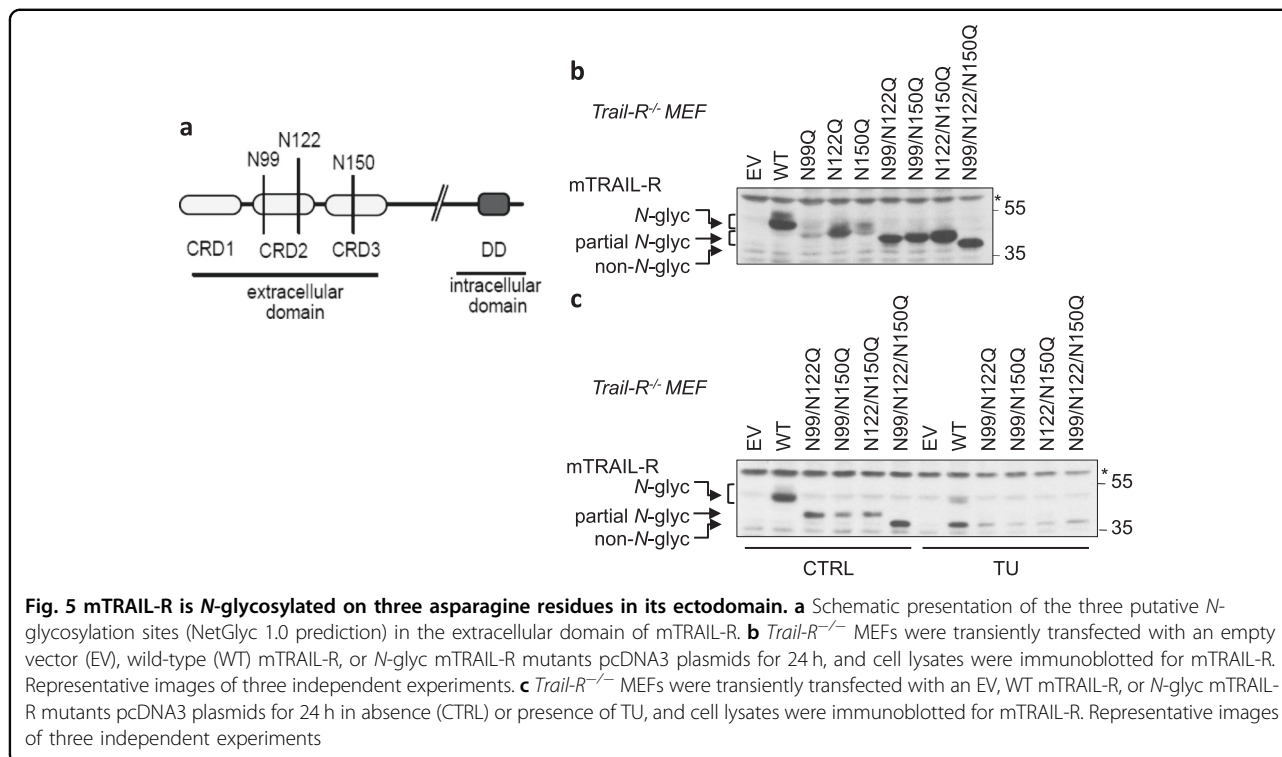 a
N99
N122
N150
CRD1
CRD2
CRD3
DD
extracellular
domain
intracellular
domain
b
Trail-R-/- MEF
EV
WT
N99Q
N122Q
N150Q
N99/N122Q
N99/N150Q
N122/N150Q
N99/N122/N150Q
mTRAIL-R
N-glyc
partial N-glyc
non-N-glyc
*
55
35
c
Trail-R-/- MEF
EV
WT
N99/N122Q
N99/N150Q
N122/N150Q
N99/N122/N150Q
EV
WT
N99/N122Q
N99/N150Q
N122/N150Q
N99/N122/N150Q
mTRAIL-R
N-glyc
partial N-glyc
non-N-glyc
*
55
35
CTRL
TU
Fig. 5 mTRAIL-R is N-glycosylated on three asparagine residues in its ectodomain. a Schematic presentation of the three putative N-
glycosylation sites (NetGlyc 1.0 prediction) in the extracellular domain of mTRAIL-R. b Trail-R−/− MEFs were transiently transfected with an empty
vector (EV), wild-type (WT) mTRAIL-R, or N-glyc mTRAIL-R mutants pcDNA3 plasmids for 24 h, and cell lysates were immunoblotted for mTRAIL-R.
Representative images of three independent experiments. c Trail-R−/− MEFs were transiently transfected with an EV, WT mTRAIL-R, or N-glyc mTRAIL-
R mutants pcDNA3 plasmids for 24 h in absence (CTRL) or presence of TU, and cell lysates were immunoblotted for mTRAIL-R. Representative images
of three independent experiments